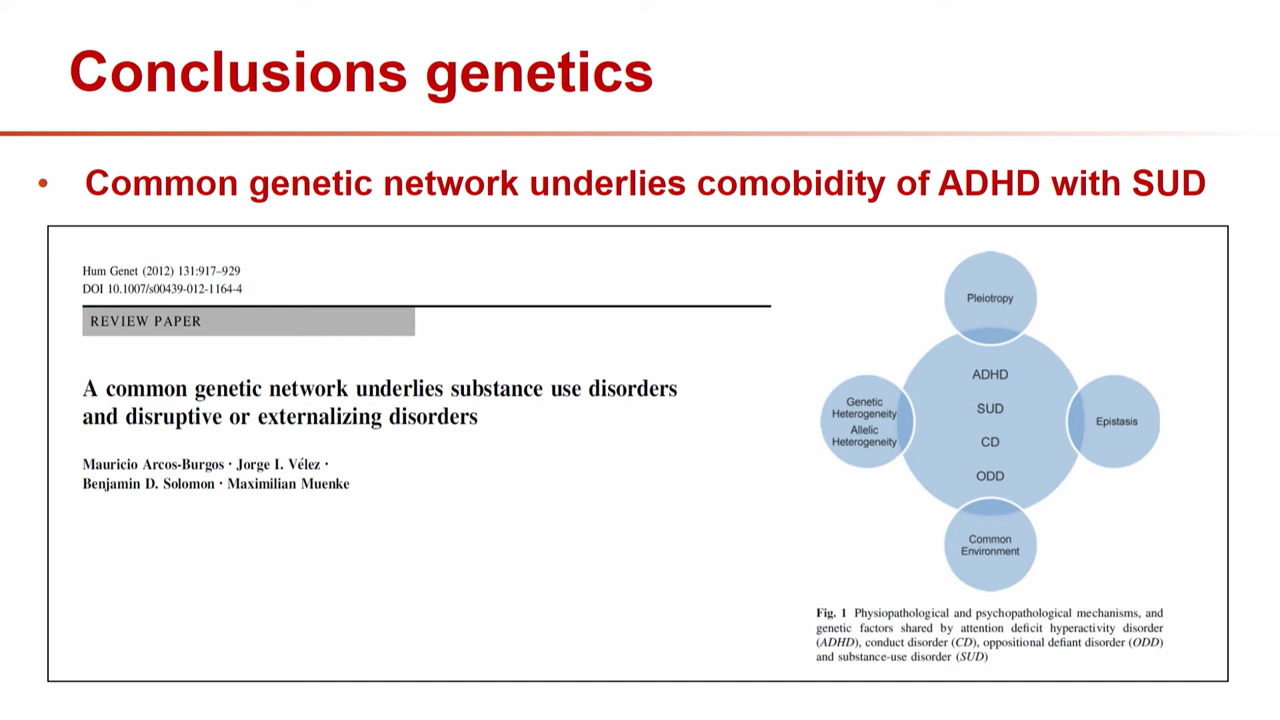 Conclusions genetics
• Common genetic network underlies comobidity of ADHD with SUD
Hum Genet (2012) 131:917–929
DOI 10.1007/s00439-012-1164-4
REVIEW PAPER
A common genetic network underlies substance use disorders
and disruptive or externalizing disorders
Mauricio Arcos-Burgos · Jorge I. Vélez ·
Benjamin D. Solomon · Maximilian Muenke
Pleiotropy
ADHD
SUD
CD
ODD
Genetic
Heterogeneity
Allelic
Heterogeneity
Epistasis
Common
Environment
Fig. 1 Physiopathological and psychopathological mechanisms, and
genetic factors shared by attention deficit hyperactivity disorder
(ADHD), conduct disorder (CD), oppositional defiant disorder (ODD)
and substance-use disorder (SUD)